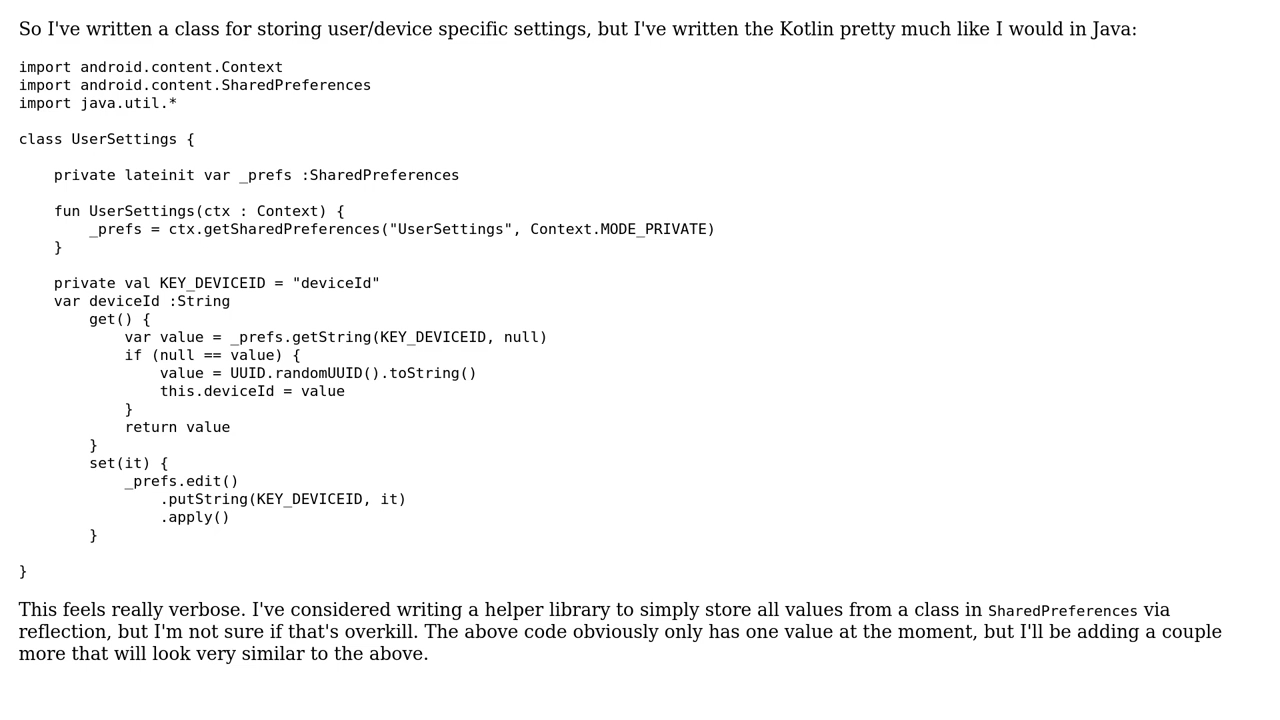 So I've written a class for storing user/device specific settings, but I've written the Kotlin pretty much like I would in Java:
import android.content.Context
import android.content.SharedPreferences
import java.util.*
class UserSettings {
    private lateinit var _prefs :SharedPreferences
    fun UserSettings(ctx : Context) {
        _prefs = ctx.getSharedPreferences("UserSettings", Context.MODE_PRIVATE)
    }
    private val KEY_DEVICEID = "deviceId"
    var deviceId :String
        get() {
            var value = _prefs.getString(KEY_DEVICEID, null)
            if (null == value) {
                value = UUID.randomUUID().toString()
                this.deviceId = value
            }
            return value
        }
        set(it) {
            _prefs.edit()
                .putString(KEY_DEVICEID, it)
                .apply()
        }
}
This feels really verbose. I've considered writing a helper library to simply store all values from a class in SharedPreferences via
reflection, but I'm not sure if that's overkill. The above code obviously only has one value at the moment, but I'll be adding a couple
more that will look very similar to the above.